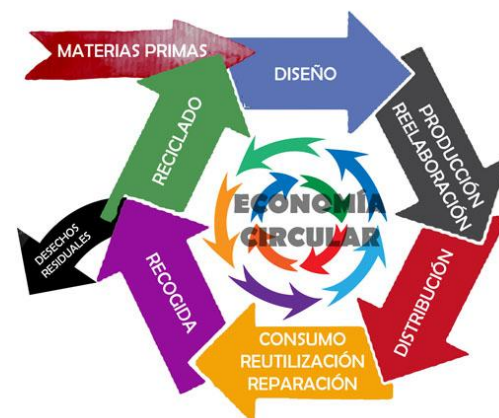 MATERIAS PRIMAS
DISEÑO
PRODUCCIÓN
REELABORACIÓN
DISTRIBUCIÓN
CONSUMO
REUTILIZACIÓN
REPARACIÓN
RECOGIDA
DESECHOS
RESIDUALES
RECICLADO
ECONOMÍA
CIRCULAR